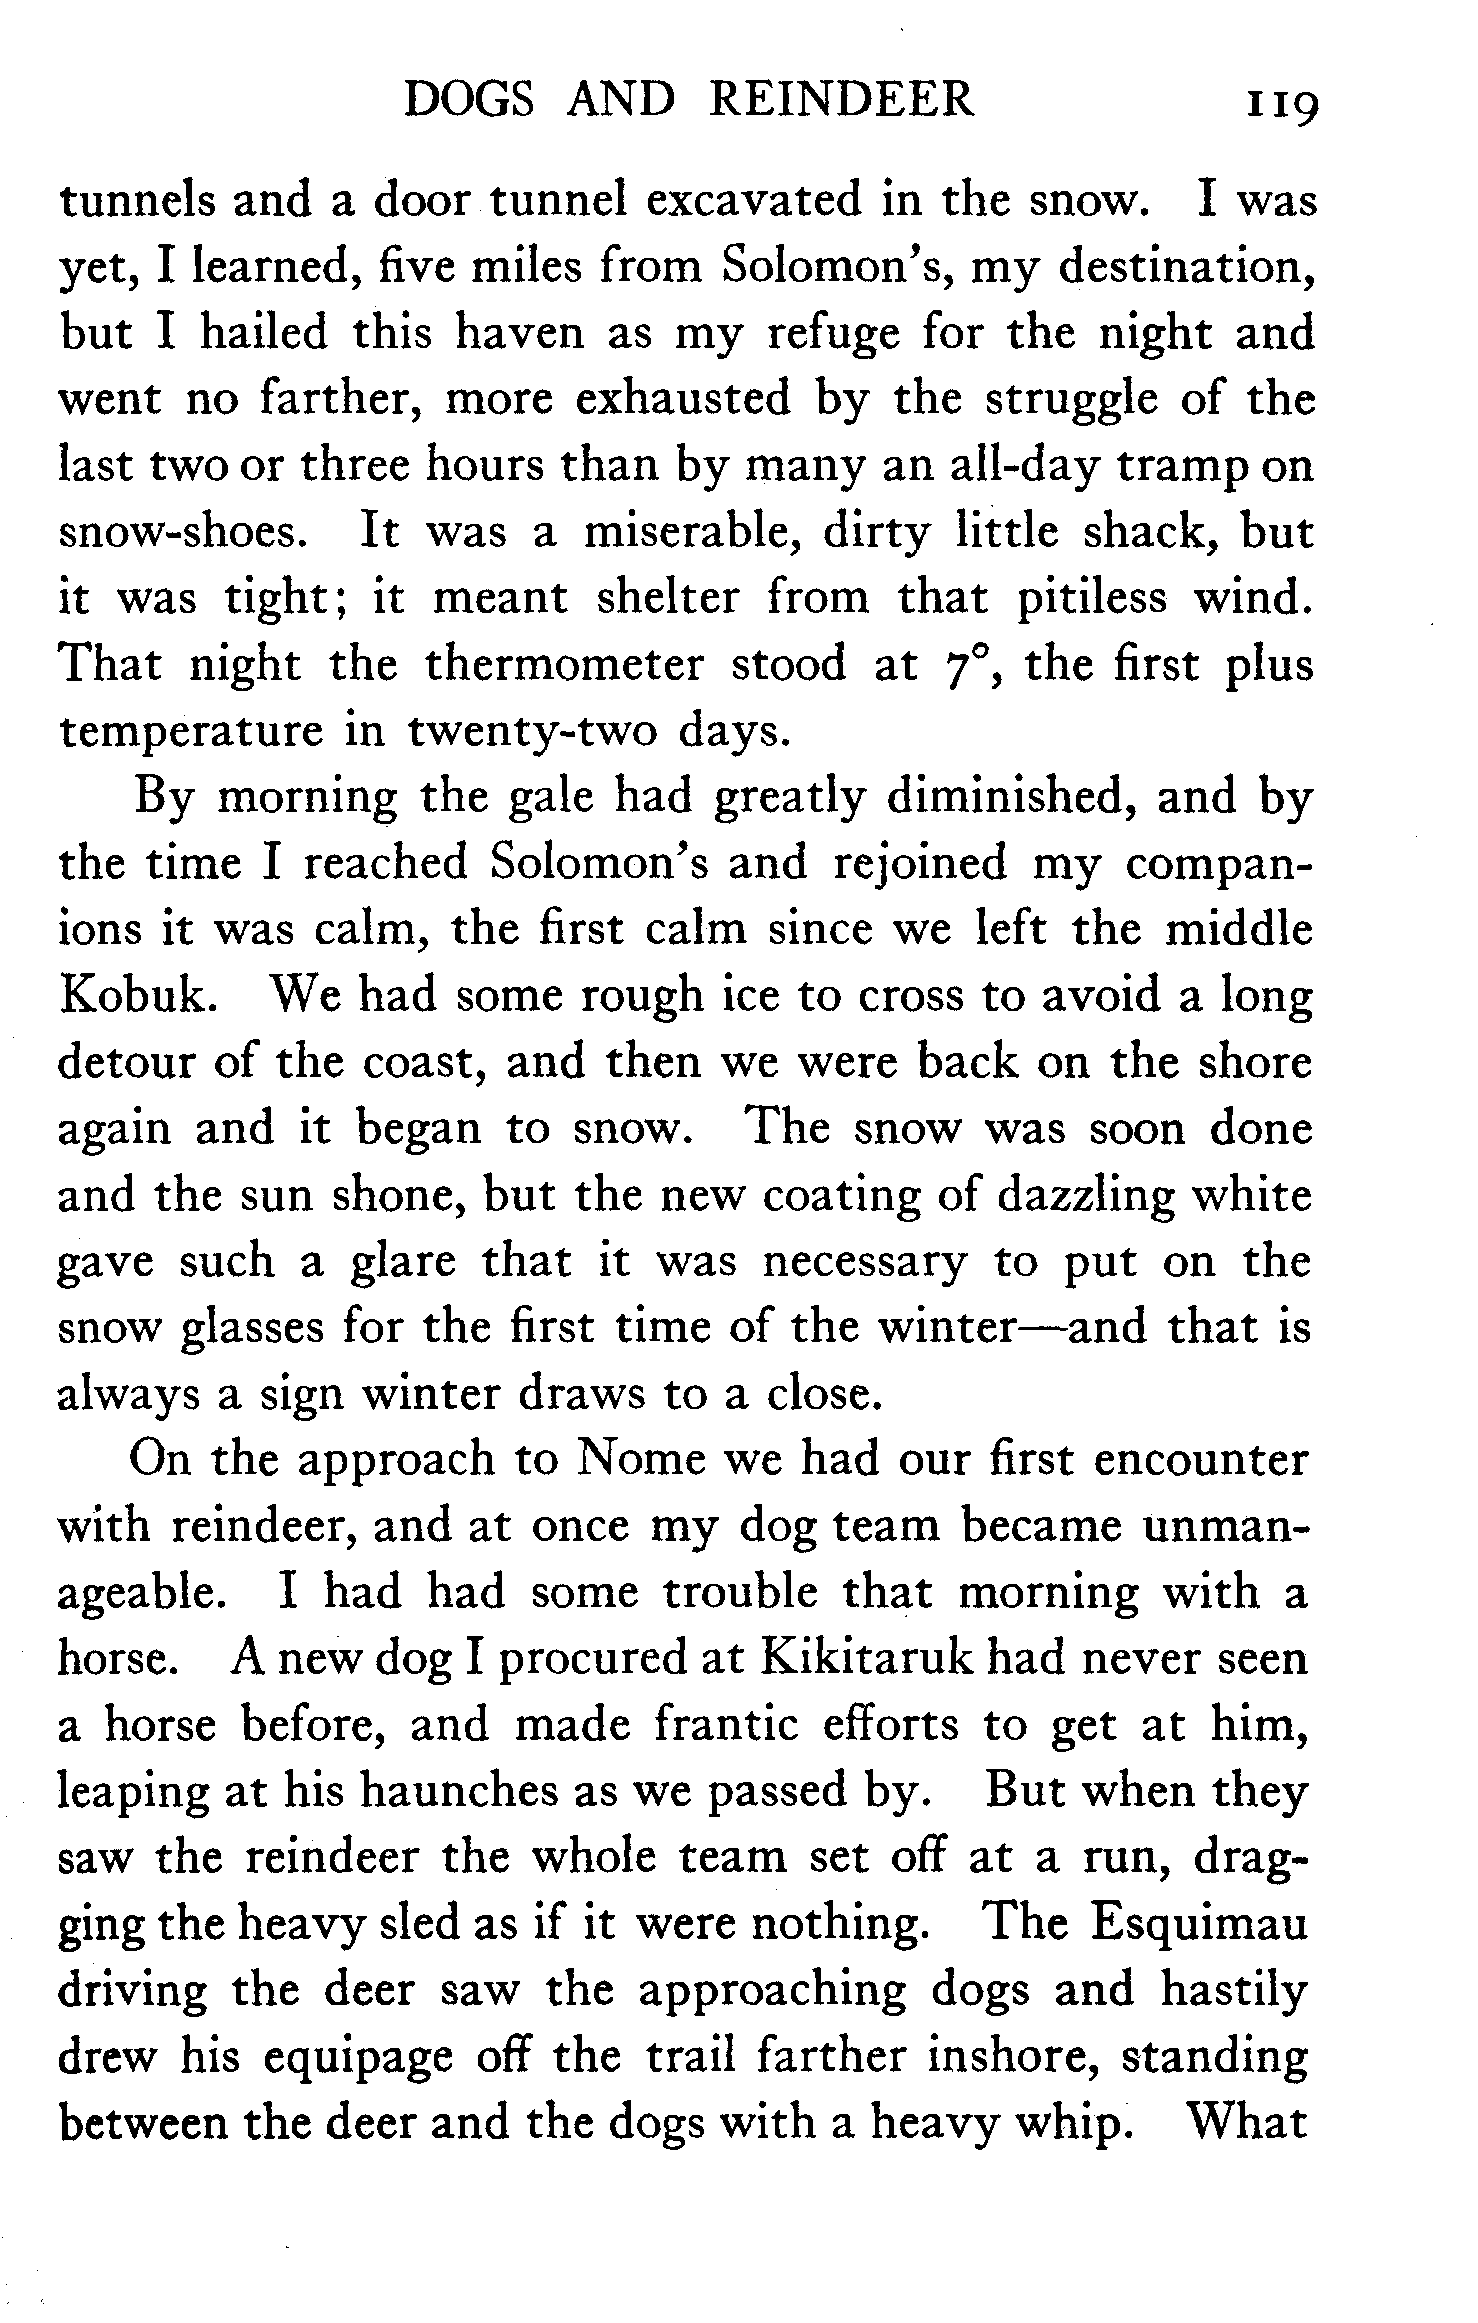 DOGS AND REINDEER 119
tunnels and a door tunnel excavated in the snow. I was
yet, I learned, five miles from Solomon's, my destination,
but I hailed this haven as my refuge for the night and
went no farther, more exhausted by the struggle of the
last two or three hours than by many an all-day tramp on
snow-shoes. It was a miserable, dirty little shack, but
it was tight; it meant shelter from that pitiless wind.
That night the thermometer stood at 7°, the first plus
temperature in twenty-two days.
By morning the gale had greatly diminished, and by
the time I reached Solomon's and rejoined my compan-
ions it was calm, the first calm since we left the middle
Kobuk. We had some rough ice to cross to avoid a long
detour of the coast, and then we were back on the shore
again and it began to snow. The snow was soon done
and the sun shone, but the new coating of dazzling white
gave such a glare that it was necessary to put on the
snow glasses for the first time of the winter—and that is
always a sign winter draws to a close.
On the approach to Nome we had our first encounter
with reindeer, and at once my dog team became unman-
ageable. I had had some trouble that morning with a
horse. A new dog I procured at Kikitaruk had never seen
a horse before, and made frantic efforts to get at him,
leaping at his haunches as we passed by. But when they
saw the reindeer the whole team set off at a run, drag-
ging the heavy sled as if it were nothing. The Esquimau
driving the deer saw the approaching dogs and hastily
drew his equipage off the trail farther inshore, standing
between the deer and the dogs with a heavy whip. What